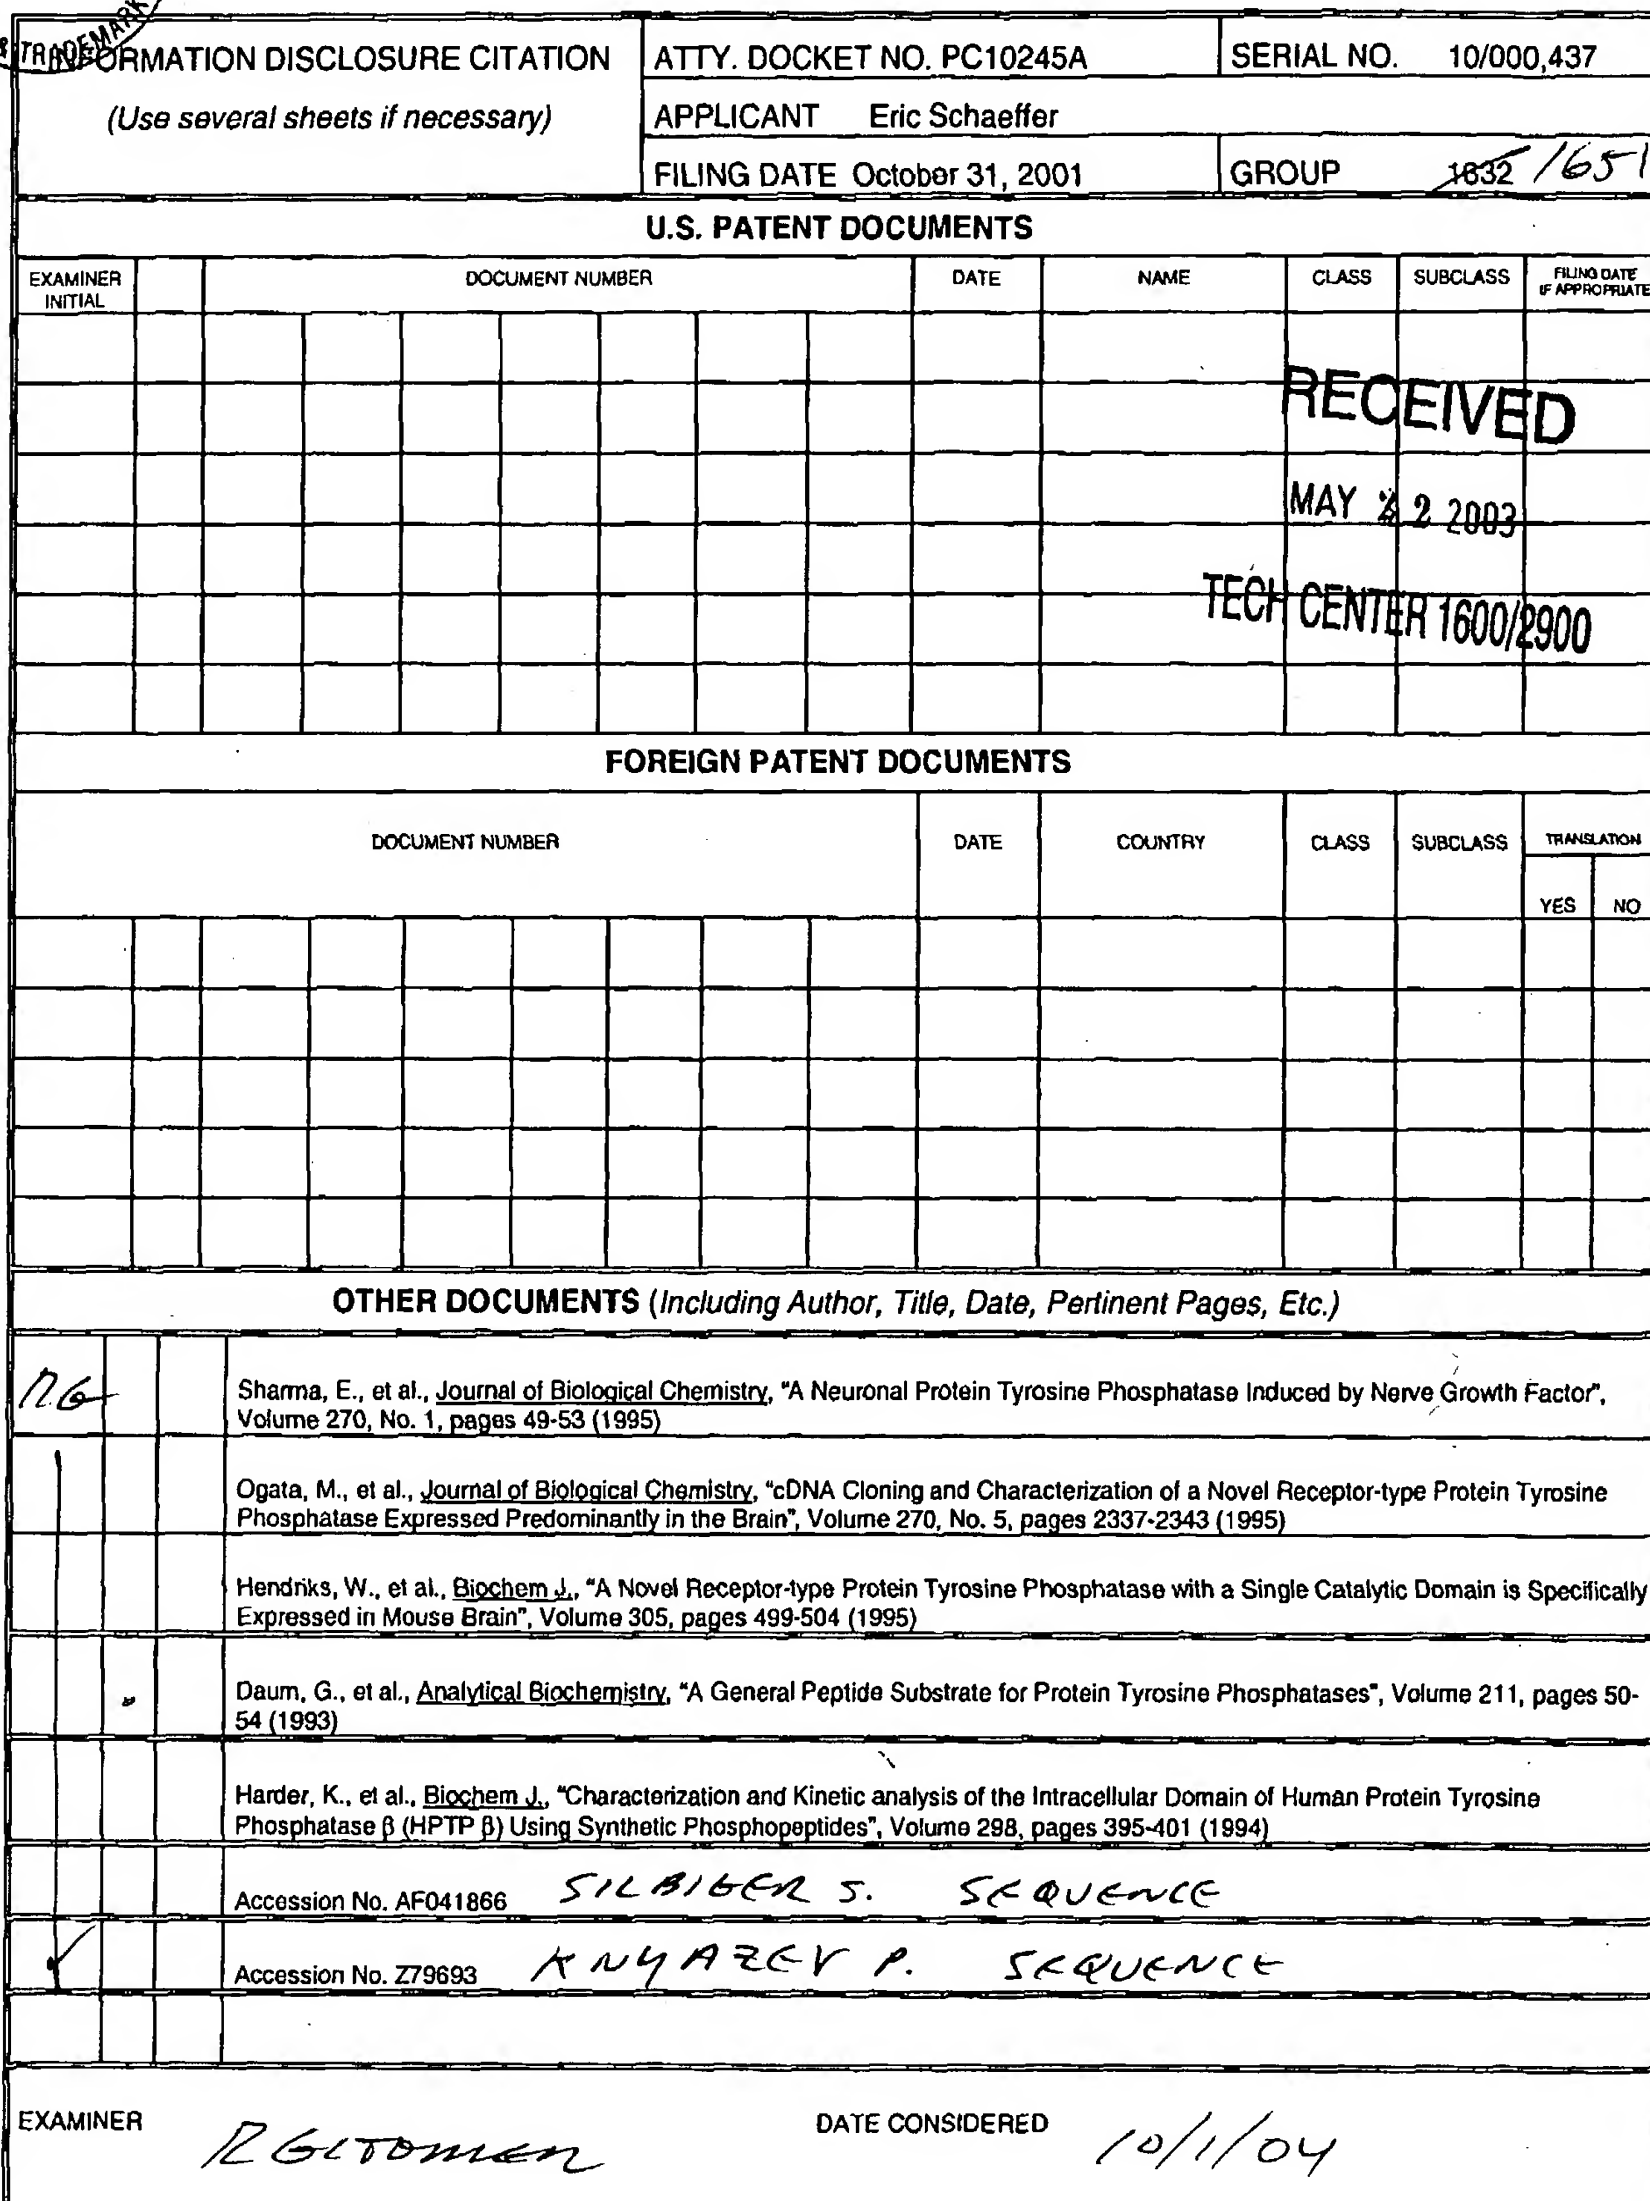 TRADEMARK
FORMATION DISCLOSURE CITATION
(Use several sheets if necessary)
ATTY. DOCKET NO. PC10245A
SERIAL NO. 10/000,437
APPLICANT Eric Schaeffer
FILING DATE October 31, 2001
GROUP 1632 1651
U.S. PATENT DOCUMENTS
EXAMINER INITIAL DOCUMENT NUMBER DATE NAME CLASS SUBCLASS FILING DATE IF APPROPRIATE
RECEIVED
MAY 2 2 2003
TECH CENTER 1600/2900
FOREIGN PATENT DOCUMENTS
DOCUMENT NUMBER DATE COUNTRY CLASS SUBCLASS TRANSLATION
YES NO
OTHER DOCUMENTS (Including Author, Title, Date, Pertinent Pages, Etc.)
RG
Sharma, E., et al., Journal of Biological Chemistry, "A Neuronal Protein Tyrosine Phosphatase Induced by Nerve Growth Factor",
Volume 270, No. 1, pages 49-53 (1995)
Ogata, M., et al., Journal of Biological Chemistry, "cDNA Cloning and Characterization of a Novel Receptor-type Protein Tyrosine
Phosphatase Expressed Predominantly in the Brain", Volume 270, No. 5, pages 2337-2343 (1995)
Hendriks, W., et al., Biochem J., "A Novel Receptor-type Protein Tyrosine Phosphatase with a Single Catalytic Domain is Specifically
Expressed in Mouse Brain", Volume 305, pages 499-504 (1995)
Daum, G., et al., Analytical Biochemistry, "A General Peptide Substrate for Protein Tyrosine Phosphatases", Volume 211, pages 50-
54 (1993)
Harder, K., et al., Biochem J., "Characterization and Kinetic analysis of the Intracellular Domain of Human Protein Tyrosine
Phosphatase β (HPTP β) Using Synthetic Phosphopeptides", Volume 298, pages 395-401 (1994)
Accession No. AF041866 SILBIGER S. SEQUENCE
Accession No. Z79693 KNYAZEV P. SEQUENCE
EXAMINER
DATE CONSIDERED 10/1/04